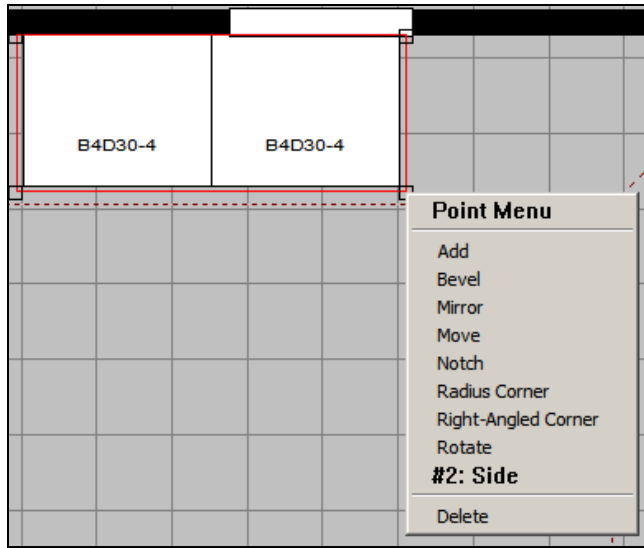 B4D30-4 B4D30-4
Point Menu
Add
Bevel
Mirror
Move
Notch
Radius Corner
Right-Angled Corner
Rotate
#2: Side
Delete